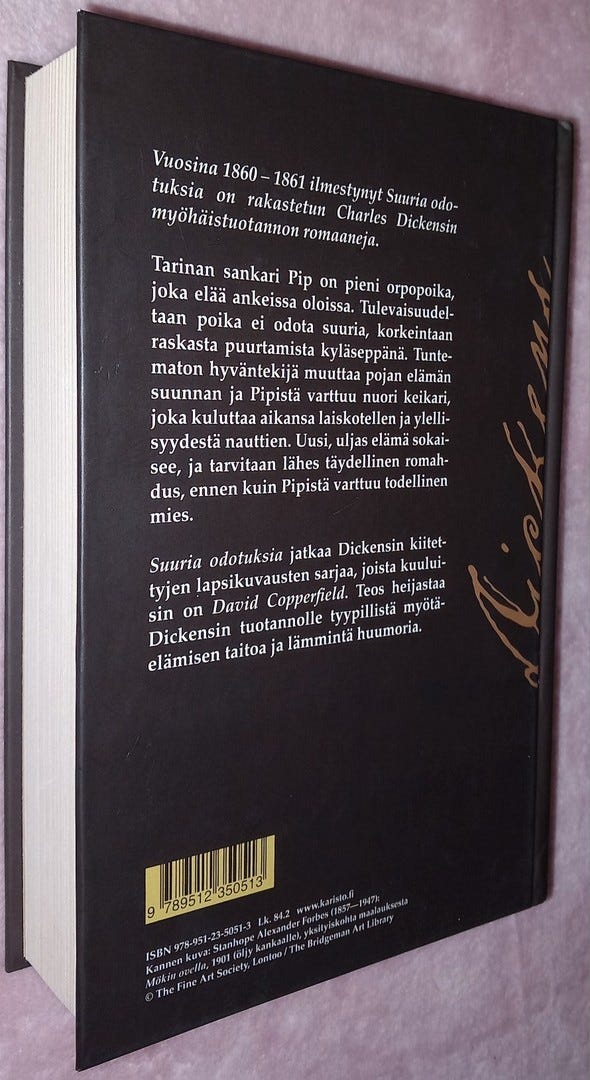 Vuosina 1860 – 1861 ilmestynyt Suuria odo-
tuksia on rakastetun Charles Dickensin
myöhäistuotannon romaaneja.
Tarinan sankari Pip on pieni orpopoika,
joka elää ankeissa oloissa. Tulevaisuudel-
taan poika ei odota suuria, korkeintaan
raskasta puurtamista kyläseppänä. Tunte-
maton hyväntekijä muuttaa pojan elämän
suunnan ja Pipistä varttuu nuori keikari,
joka kuluttaa aikansa laiskotellen ja ylelli-
syydestä nauttien. Uusi, uljas elämä sokai-
see, ja tarvitaan lähes täydellinen romah-
dus, ennen kuin Pipistä varttuu todellinen
mies.
Suuria odotuksia jatkaa Dickensin kiitet-
tyjen lapsikuvausten sarjaa, joista kuului-
sin on David Copperfield. Teos heijastaa
Dickensin tuotannolle tyypillistä myötä-
elämisen taitoa ja lämmintä huumoria.
Dickens
9 789512 350513
ISBN 978-951-23-5051-3 Lk. 84.2 www.karisto.fi
Kannen kuva: Stanhope Alexander Forbes (1857—1947):
Mökin ovella, 1901 (öljy kankaalle), yksityiskohta maalauksesta
© The Fine Art Society, Lontoo / The Bridgeman Art Library